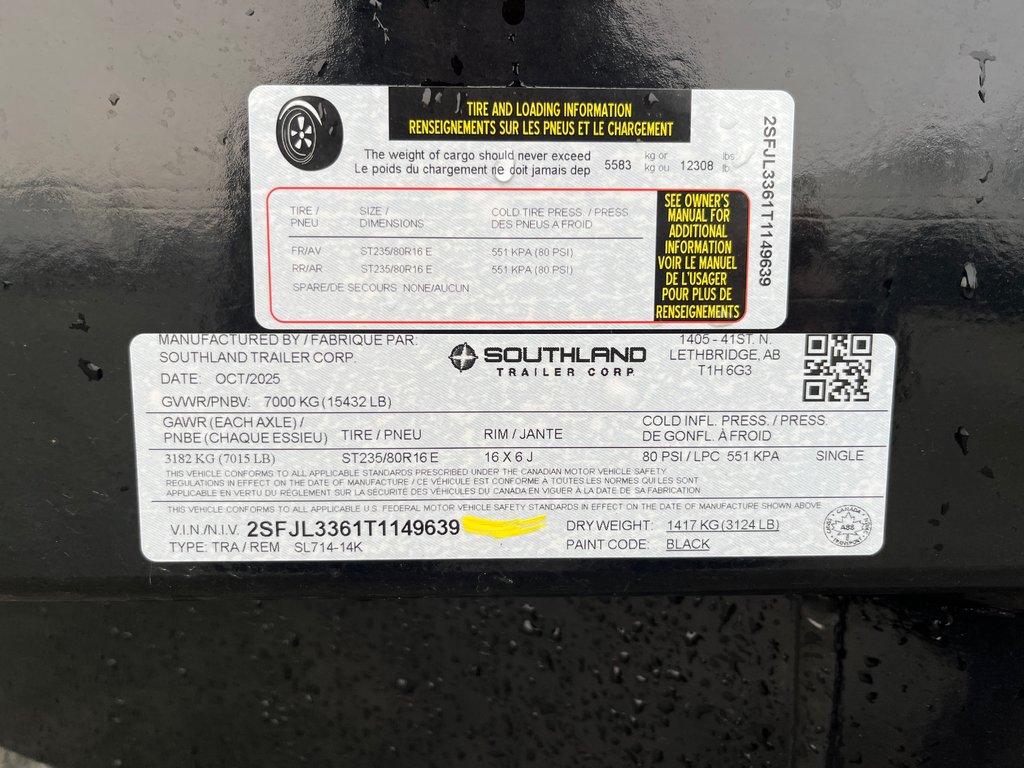 TIRE AND LOADING INFORMATION
RENSEIGNEMENTS SUR LES PNEUS ET LE CHARGEMENT
The weight of cargo should never exceed 5583 kg or 12308 lbs
Le poids du chargement ne doit jamais dep kg ou lb
TIRE / SIZE / COLD TIRE PRESS. / PRESS
PNEU DIMENSIONS DES PNEUS A FROID
FR/AV ST235/80R16 E 551 KPA (80 PSI)
RR/AR ST235/80R16 E 551 KPA (80 PSI)
SPARE/DE SECOURS NONE/AUCUN
SEE OWNER'S
MANUAL FOR
ADDITIONAL
INFORMATION
VOIR LE MANUEL
DE L'USAGER
POUR PLUS DE
RENSEIGNEMENTS
2SFJL3361T1149639
MANUFACTURED BY / FABRIQUE PAR:
SOUTHLAND TRAILER CORP.
SOUTHLAND
TRAILER CORP
1405 - 41ST. N.
LETHBRIDGE, AB
T1H 6G3
DATE: OCT/2025
GVWR/PNBV: 7000 KG (15432 LB)
GAWR (EACH AXLE) / COLD INFL. PRESS. / PRESS.
PNBE (CHAQUE ESSIEU) TIRE / PNEU RIM / JANTE DE GONFL. À FROID
3182 KG (7015 LB) ST235/80R16 E 16 X 6 J 80 PSI / LPC 551 KPA SINGLE
THIS VEHICLE CONFORMS TO ALL APPLICABLE STANDARDS PRESCRIBED UNDER THE CANADIAN MOTOR VEHICLE SAFETY
REGULATIONS IN EFFECT ON THE DATE OF MANUFACTURE / CE VÉHICULE EST CONFORME A TOUTES LES NORMES QUI LES SONT
APPLICABLE EN VERTU DU RÈGLEMENT SUR LA SÉCURITÉ DES VÉHICULES DU CANADA EN VIGUER À LA DATE DE SA FABRICATION
THIS VEHICLE CONFORMS TO ALL APPLICABLE U.S. FEDERAL MOTOR VEHICLE SAFETY STANDARDS IN EFFECT ON THE DATE OF MANUFACTURE SHOWN ABOVE
V.I.N./N.I.V. 2SFJL3361T1149639 DRY WEIGHT: 1417 KG (3124 LB)
TYPE: TRA / REM SL714-14K PAINT CODE: BLACK
CANADA